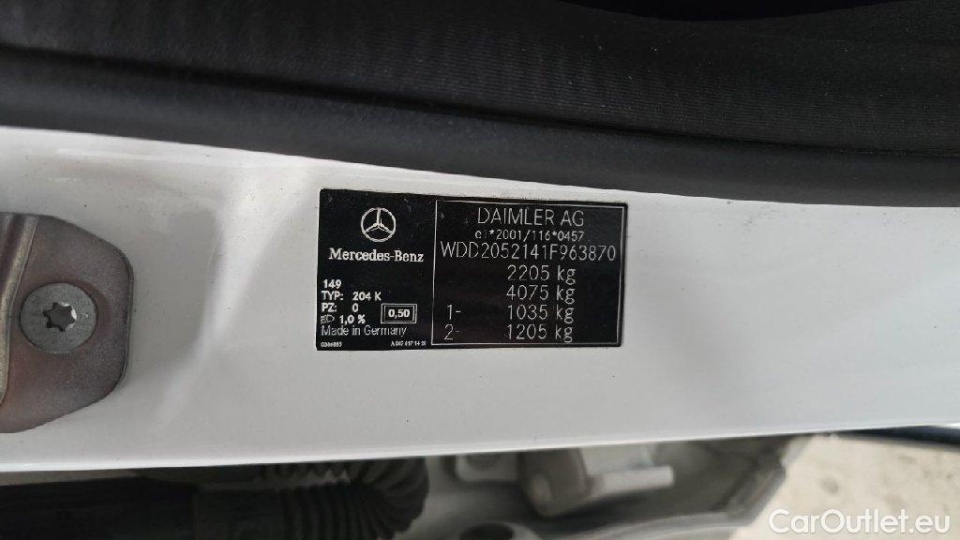 Mercedes-Benz
149
TYP: 204 K
PZ: 0
1,0 % 0,50
Made in Germany
DAIMLER AG
e1*2001/116*0457
WDD2052141F963870
2205 kg
4075 kg
1- 1035 kg
2- 1205 kg
CarOutlet.eu